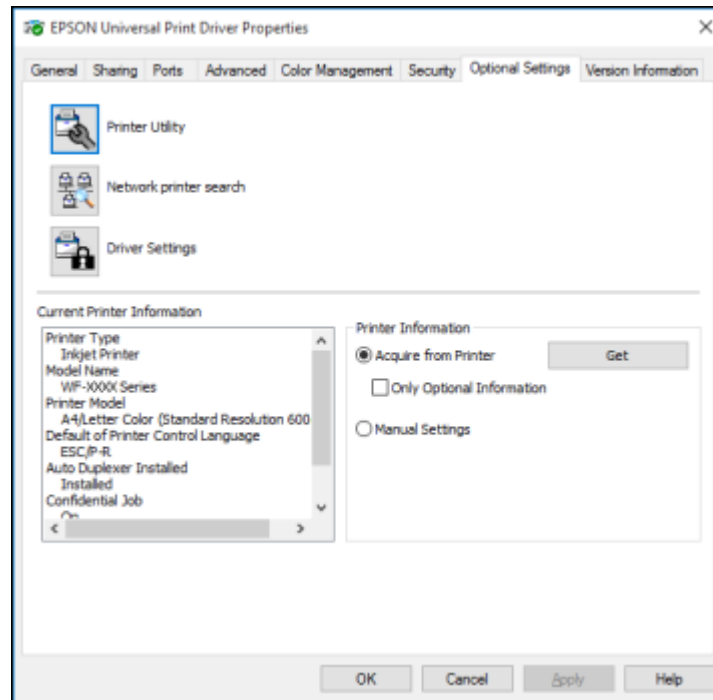 EPSON Universal Print Driver Properties
General Sharing Ports Advanced Color Management Security Optional Settings Version Information
Printer Utility
Network printer search
Driver Settings
Current Printer Information
Printer Type
Inkjet Printer
Model Name
WF-XXXX Series
Printer Model
A4/Letter Color (Standard Resolution 600
Default of Printer Control Language
ESC/P-R
Auto Duplexer Installed
Installed
Confidential Job
On
Printer Information
Acquire from Printer Get
Only Optional Information
Manual Settings
OK Cancel Apply Help